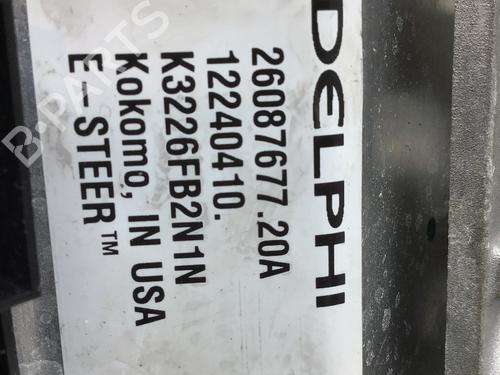 DELPHI
26087677.20A
12240410.
K3226FB2N1N
Kokomo, IN USA
E-STEER™
B-PARTS